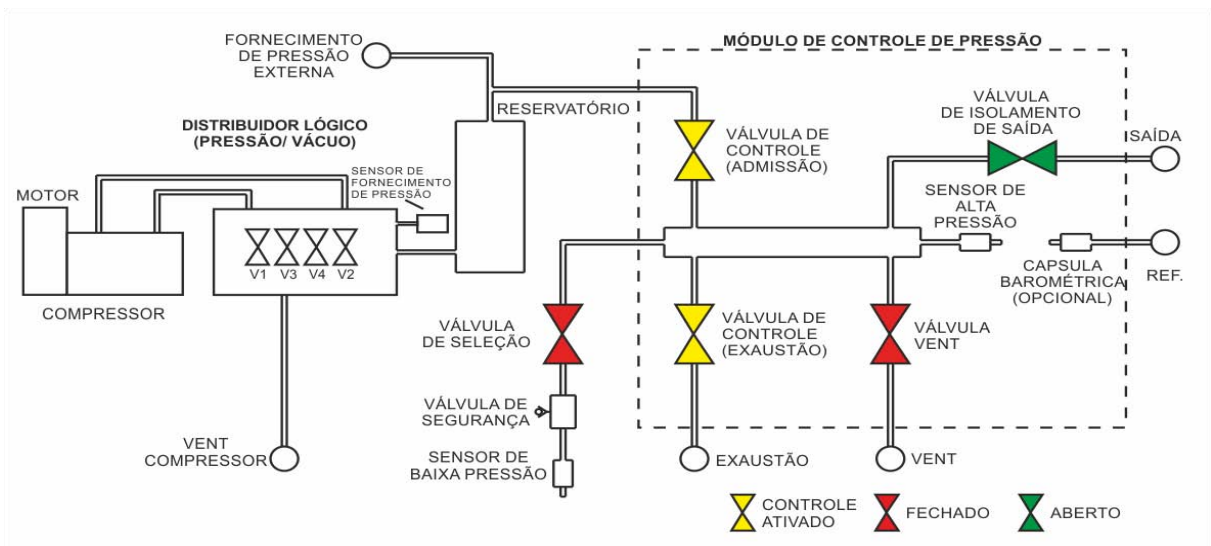 FORNECIMENTO
DE PRESSÃO
EXTERNA
MÓDULO DE CONTROLE DE PRESSÃO
RESERVATÓRIO
DISTRIBUIDOR LÓGICO
(PRESSÃO/ VÁCUO)
SENSOR DE
FORNECIMENTO
DE PRESSÃO
MOTOR
COMPRESSOR
V1 V3 V4 V2
VENT
COMPRESSOR
VÁLVULA DE
CONTROLE
(ADMISSÃO)
VÁLVULA
DE ISOLAMENTO
DE SAÍDA
SAÍDA
SENSOR DE
ALTA
PRESSÃO
CAPSULA
BAROMÉTRICA
(OPCIONAL)
REF.
VÁLVULA
DE SELEÇÃO
VÁLVULA DE
CONTROLE
(EXAUSTÃO)
VÁLVULA
VENT
VÁLVULA DE
SEGURANÇA
SENSOR DE
BAIXA PRESSÃO
EXAUSTÃO
VENT
CONTROLE
ATIVADO
FECHADO
ABERTO